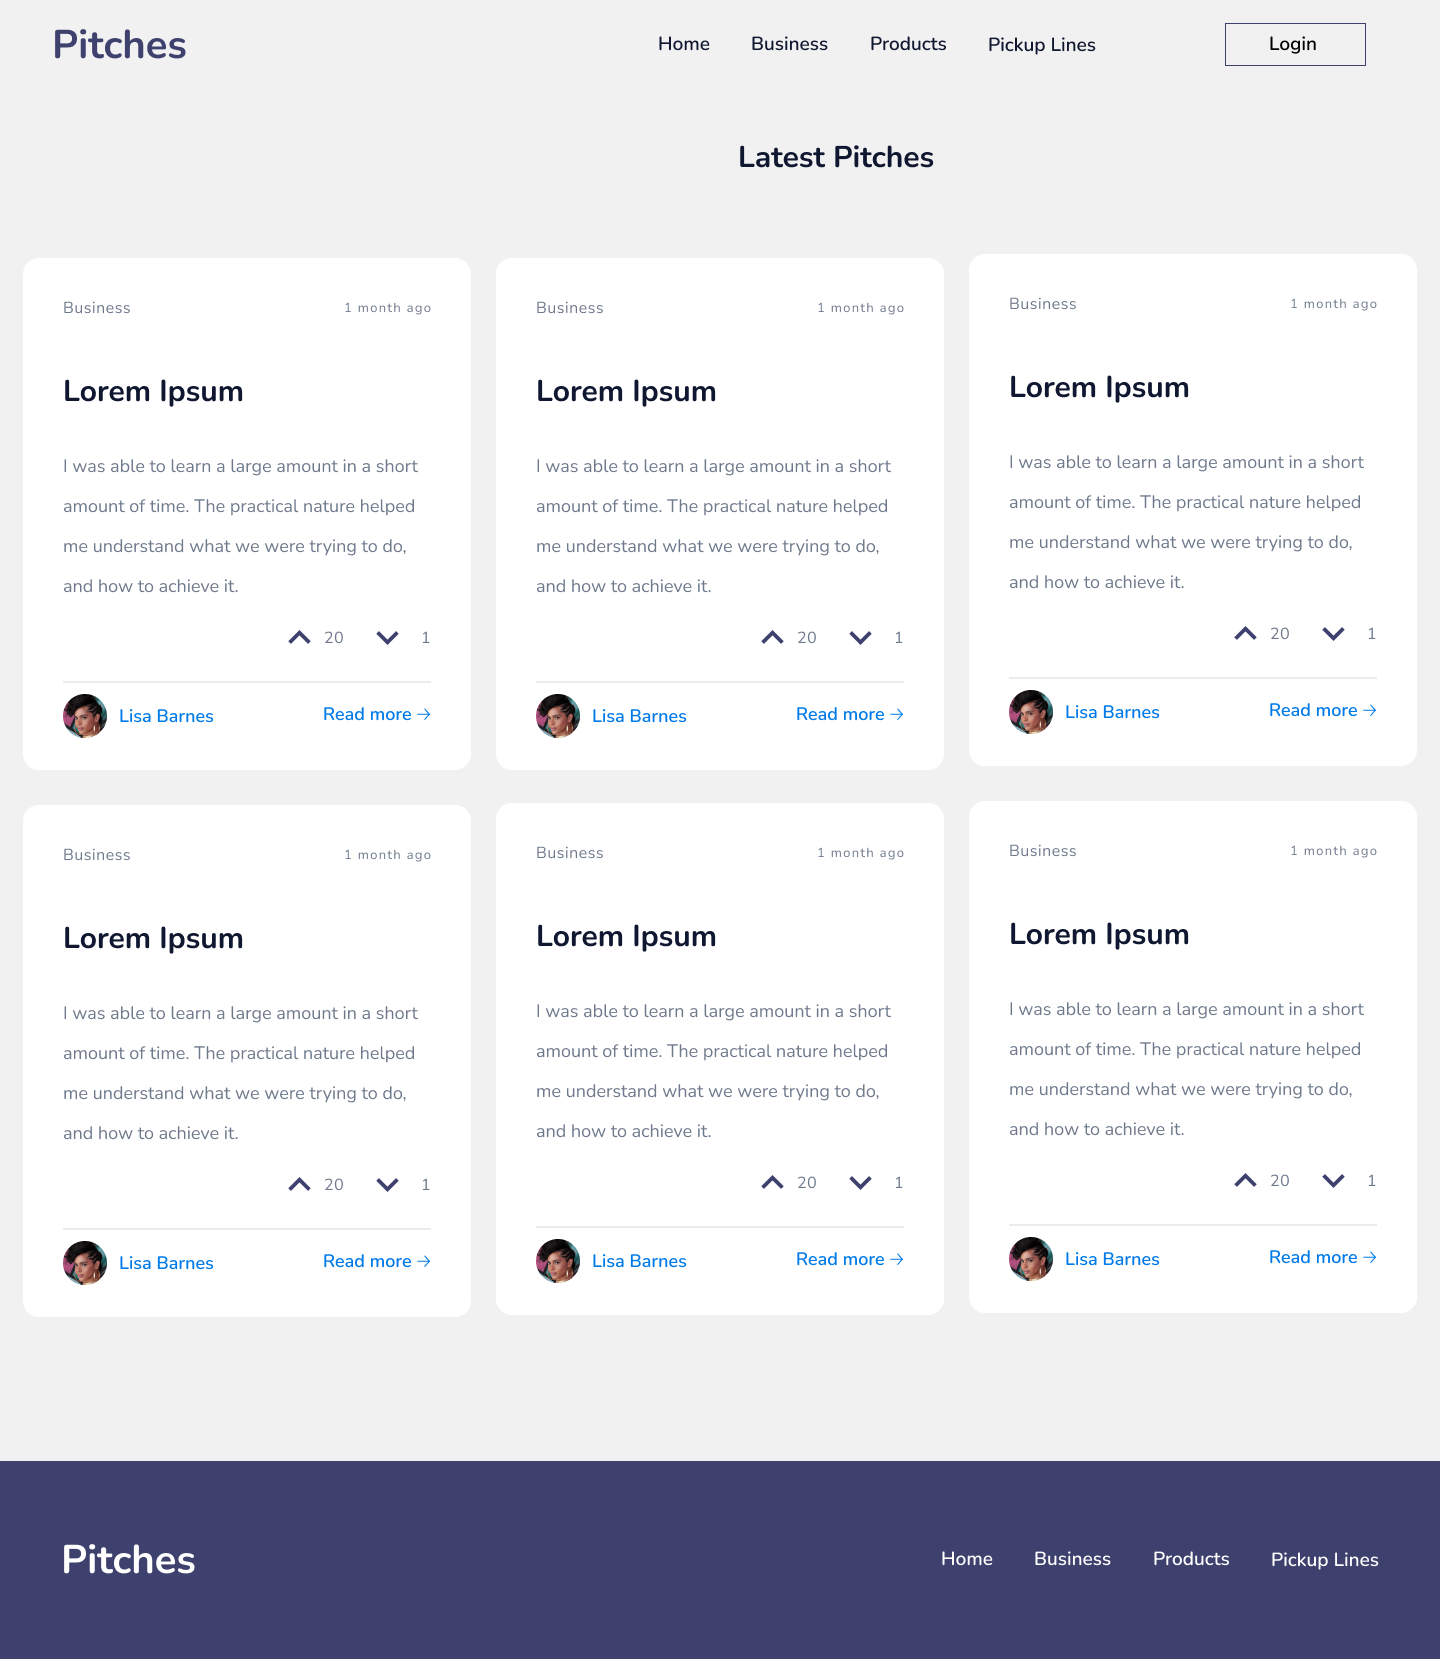 Pitches
Home Business Products Pickup Lines Login
Latest Pitches
Business 1 month ago
Lorem Ipsum
I was able to learn a large amount in a short
amount of time. The practical nature helped
me understand what we were trying to do,
and how to achieve it.
20 1
Lisa Barnes Read more →
Business 1 month ago
Lorem Ipsum
I was able to learn a large amount in a short
amount of time. The practical nature helped
me understand what we were trying to do,
and how to achieve it.
20 1
Lisa Barnes Read more →
Business 1 month ago
Lorem Ipsum
I was able to learn a large amount in a short
amount of time. The practical nature helped
me understand what we were trying to do,
and how to achieve it.
20 1
Lisa Barnes Read more →
Business 1 month ago
Lorem Ipsum
I was able to learn a large amount in a short
amount of time. The practical nature helped
me understand what we were trying to do,
and how to achieve it.
20 1
Lisa Barnes Read more →
Business 1 month ago
Lorem Ipsum
I was able to learn a large amount in a short
amount of time. The practical nature helped
me understand what we were trying to do,
and how to achieve it.
20 1
Lisa Barnes Read more →
Business 1 month ago
Lorem Ipsum
I was able to learn a large amount in a short
amount of time. The practical nature helped
me understand what we were trying to do,
and how to achieve it.
20 1
Lisa Barnes Read more →
Pitches
Home Business Products Pickup Lines